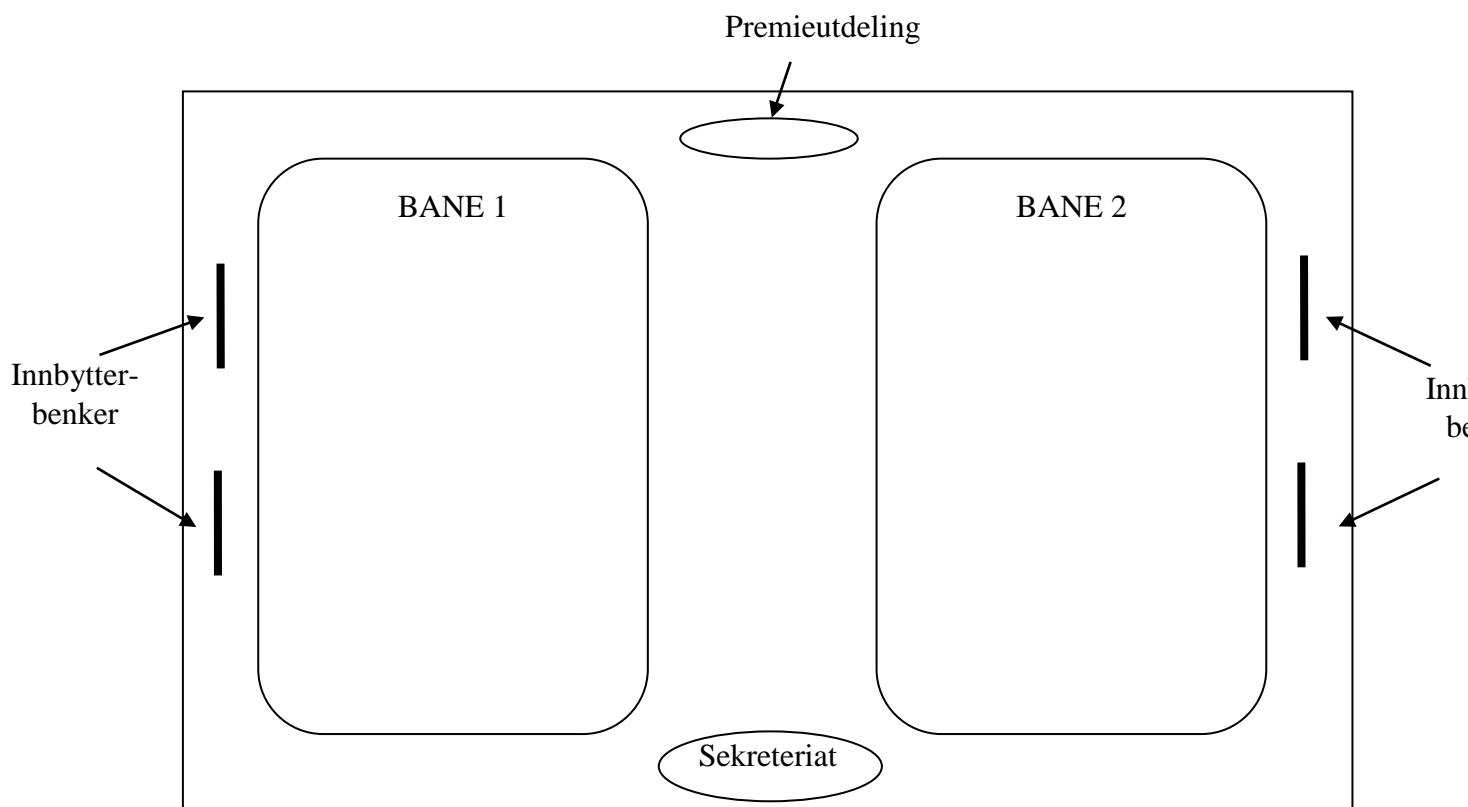 Premieutdeling
BANE 1
BANE 2
Innbytter-
benker
Sekreteriat